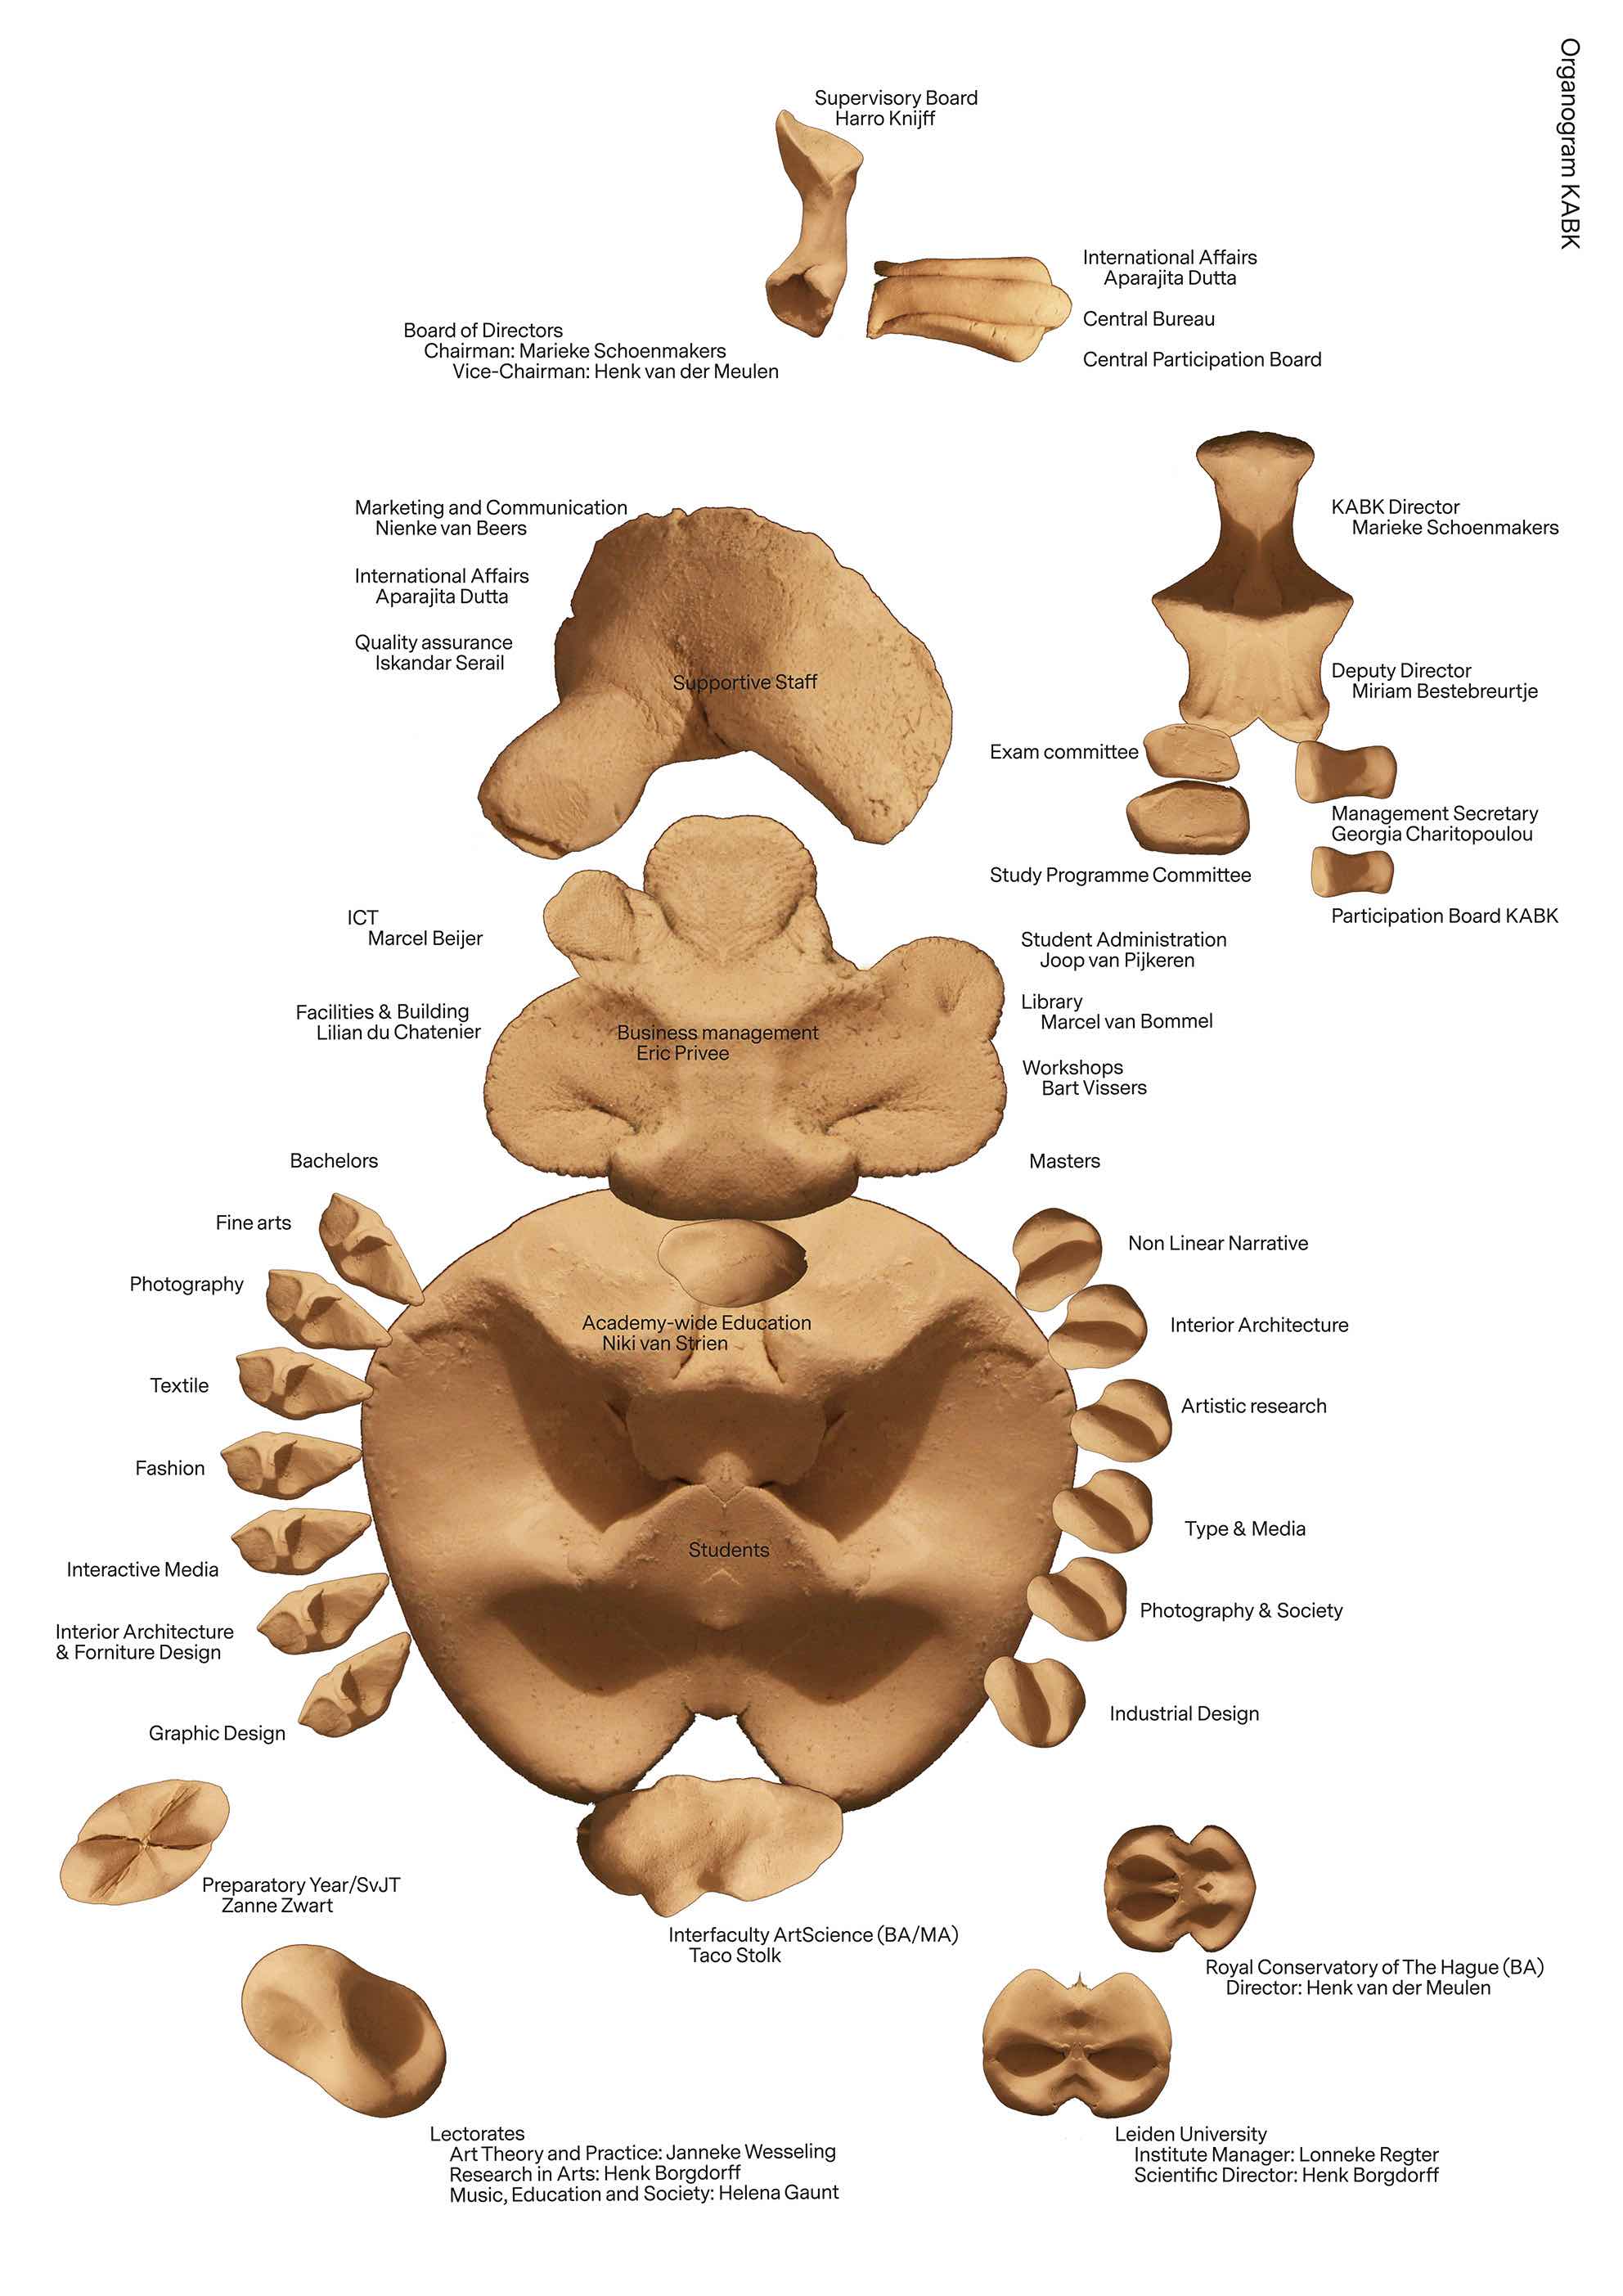 Organogram KABK
Supervisory Board
Harro Knijff
International Affairs
Aparajita Dutta
Central Bureau
Central Participation Board
Board of Directors
Chairman: Marieke Schoenmakers
Vice-Chairman: Henk van der Meulen
KABK Director
Marieke Schoenmakers
Deputy Director
Miriam Bestebreurtje
Exam committee
Study Programme Committee
Management Secretary
Georgia Charitopoulou
Participation Board KABK
Marketing and Communication
Nienke van Beers
International Affairs
Aparajita Dutta
Quality assurance
Iskandar Serail
Supportive Staff
ICT
Marcel Beijer
Facilities & Building
Lilian du Chatenier
Business management
Eric Privee
Student Administration
Joop van Pijkeren
Library
Marcel van Bommel
Workshops
Bart Vissers
Bachelors
Fine arts
Photography
Textile
Fashion
Interactive Media
Interior Architecture
& Forniture Design
Graphic Design
Academy-wide Education
Niki van Strien
Students
Masters
Non Linear Narrative
Interior Architecture
Artistic research
Type & Media
Photography & Society
Industrial Design
Preparatory Year/SvJT
Zanne Zwart
Interfaculty ArtScience (BA/MA)
Taco Stolk
Royal Conservatory of The Hague (BA)
Director: Henk van der Meulen
Lectorates
Art Theory and Practice: Janneke Wesseling
Research in Arts: Henk Borgdorff
Music, Education and Society: Helena Gaunt
Leiden University
Institute Manager: Lonneke Regter
Scientific Director: Henk Borgdorff